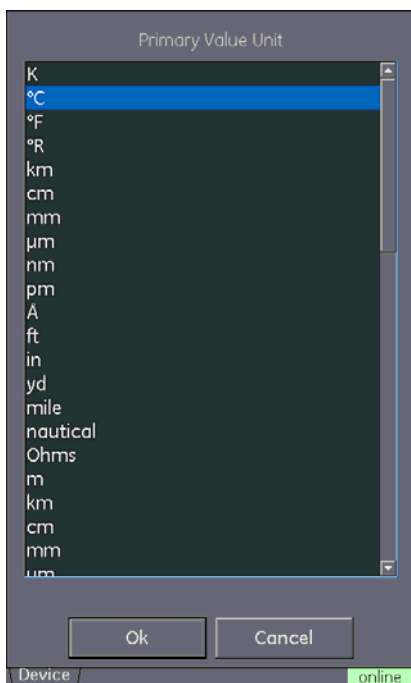 Primary Value Unit
K
°C
°F
°R
km
cm
mm
µm
nm
pm
Å
ft
in
yd
mile
nautical
Ohms
m
km
cm
mm
µm
Ok Cancel
Device online